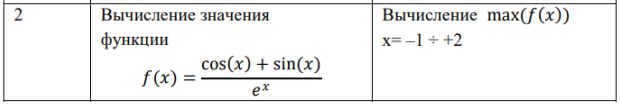 2
Вычисление значения
функции
f(x) = (cos(x) + sin(x)) / e^x
Вычисление max(f(x))
x= –1 ÷ +2